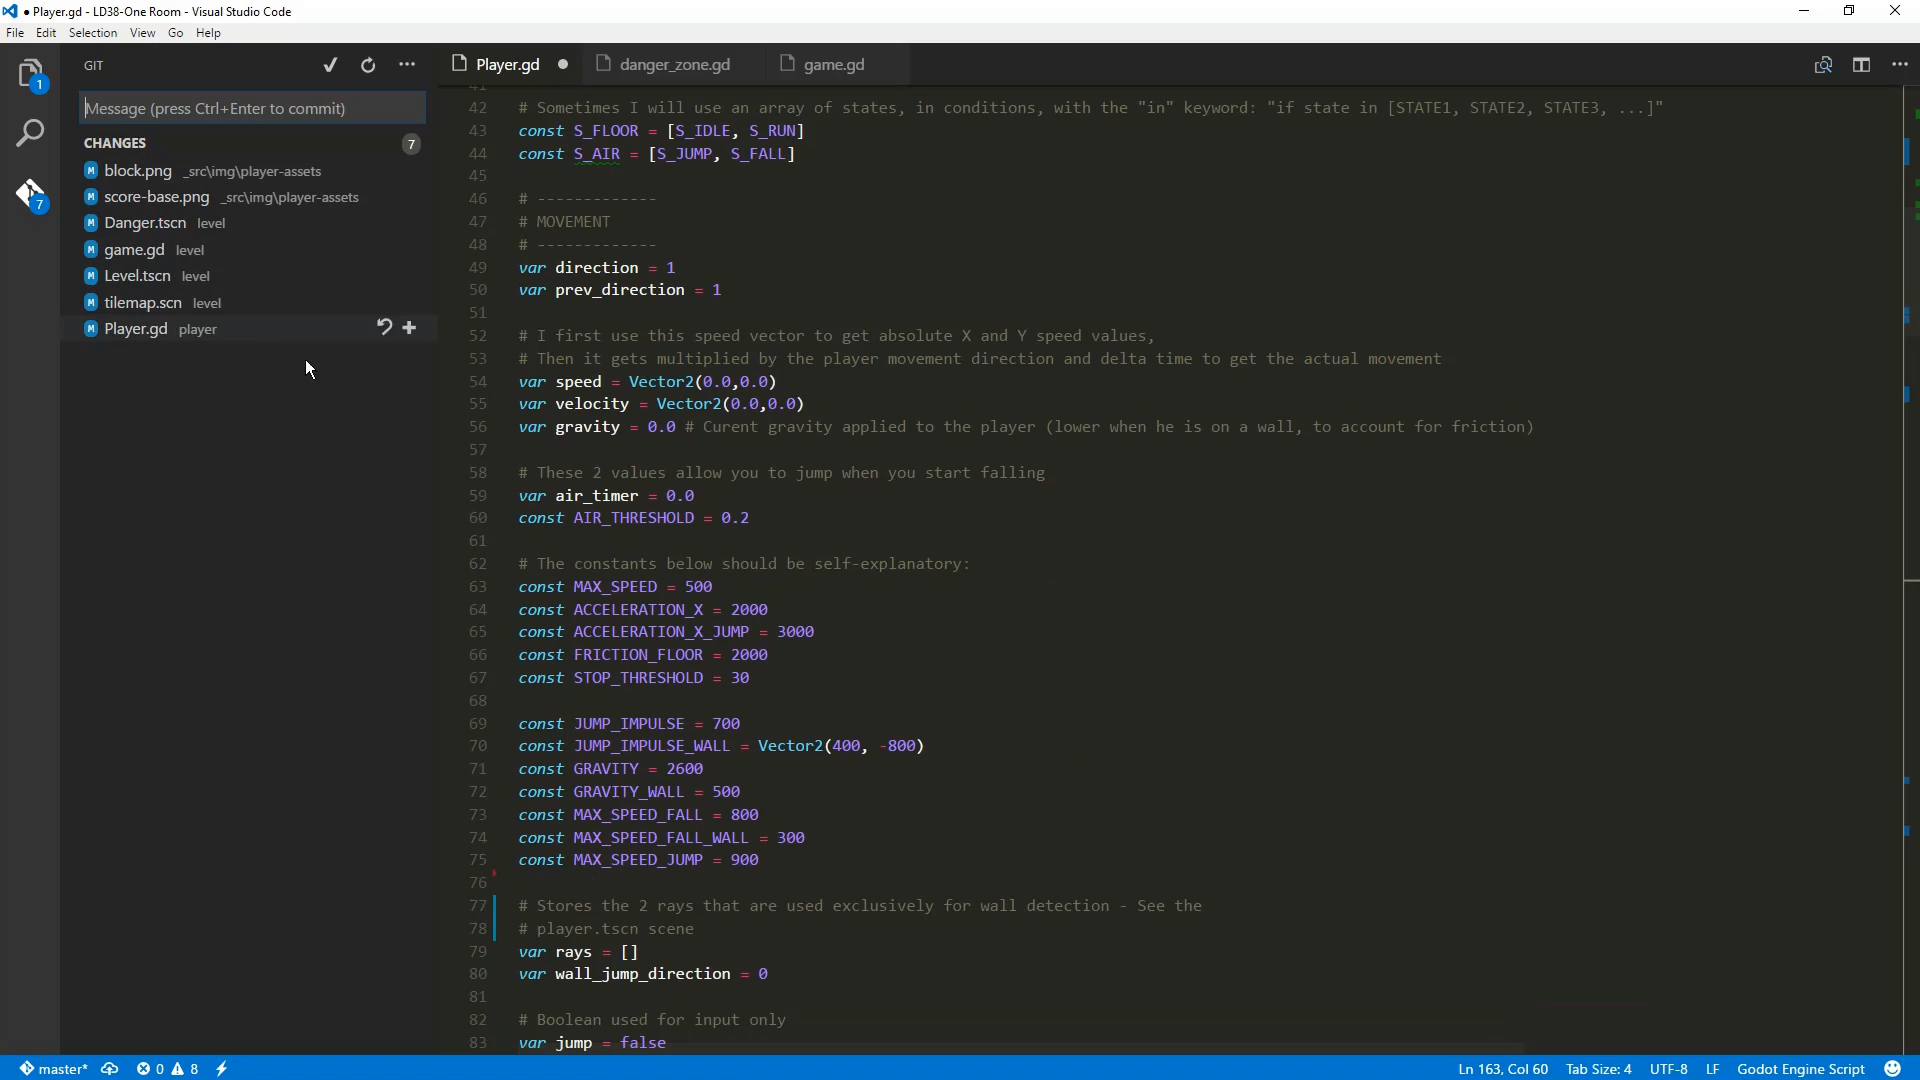 ● Player.gd - LD38-One Room - Visual Studio Code
File Edit Selection View Go Help
GIT
Message (press Ctrl+Enter to commit)
CHANGES 7
M block.png _src\img\player-assets
M score-base.png _src\img\player-assets
M Danger.tscn level
M game.gd level
M Level.tscn level
M tilemap.scn level
M Player.gd player
1
7
Player.gd ● danger_zone.gd game.gd
41
42 # Sometimes I will use an array of states, in conditions, with the "in" keyword: "if state in [STATE1, STATE2, STATE3, ...]"
43 const S_FLOOR = [S_IDLE, S_RUN]
44 const S_AIR = [S_JUMP, S_FALL]
45
46 # -------------
47 # MOVEMENT
48 # -------------
49 var direction = 1
50 var prev_direction = 1
51
52 # I first use this speed vector to get absolute X and Y speed values,
53 # Then it gets multiplied by the player movement direction and delta time to get the actual movement
54 var speed = Vector2(0.0,0.0)
55 var velocity = Vector2(0.0,0.0)
56 var gravity = 0.0 # Curent gravity applied to the player (lower when he is on a wall, to account for friction)
57
58 # These 2 values allow you to jump when you start falling
59 var air_timer = 0.0
60 const AIR_THRESHOLD = 0.2
61
62 # The constants below should be self-explanatory:
63 const MAX_SPEED = 500
64 const ACCELERATION_X = 2000
65 const ACCELERATION_X_JUMP = 3000
66 const FRICTION_FLOOR = 2000
67 const STOP_THRESHOLD = 30
68
69 const JUMP_IMPULSE = 700
70 const JUMP_IMPULSE_WALL = Vector2(400, -800)
71 const GRAVITY = 2600
72 const GRAVITY_WALL = 500
73 const MAX_SPEED_FALL = 800
74 const MAX_SPEED_FALL_WALL = 300
75 const MAX_SPEED_JUMP = 900
76
77 # Stores the 2 rays that are used exclusively for wall detection - See the
78 # player.tscn scene
79 var rays = []
80 var wall_jump_direction = 0
81
82 # Boolean used for input only
83 var jump = false
master* 0 8 Ln 163, Col 60 Tab Size: 4 UTF-8 LF Godot Engine Script